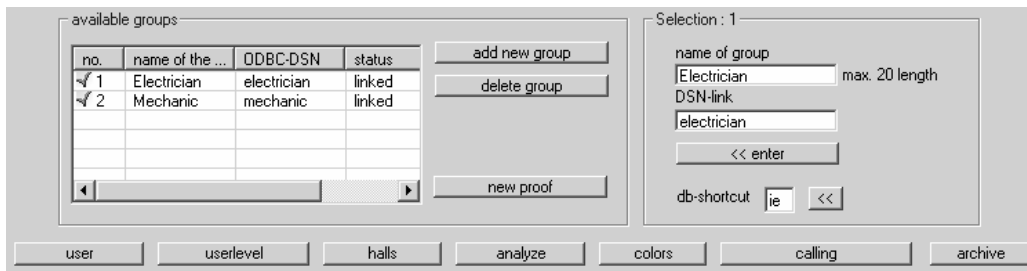 available groups
no. name of the ... ODBC-DSN status
1 Electrician electrician linked
2 Mechanic mechanic linked
add new group
delete group
new proof
Selection : 1
name of group
Electrician max. 20 length
DSN-link
electrician
<< enter
db-shortcut ie <<
user userlevel halls analyze colors calling archive